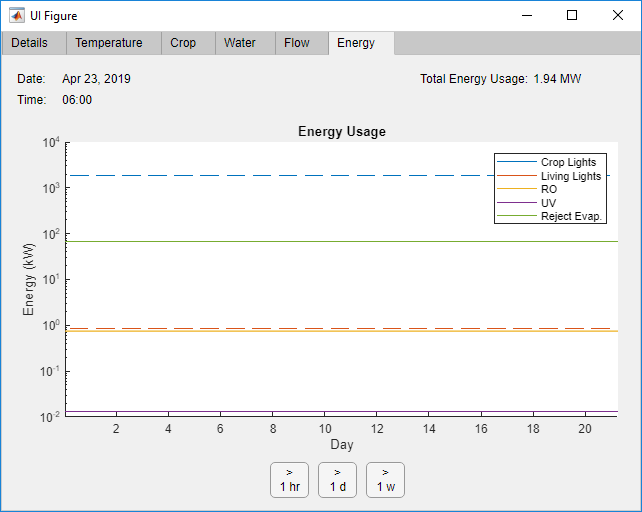 UI Figure
Details Temperature Crop Water Flow Energy
Date: Apr 23, 2019 Total Energy Usage: 1.94 MW
Time: 06:00
Energy Usage
10^4
10^3
10^2
10^1
10^0
10^-1
10^-2
Energy (kW)
Crop Lights
Living Lights
RO
UV
Reject Evap.
2 4 6 8 10 12 14 16 18 20
Day
> > >
1 hr 1 d 1 w